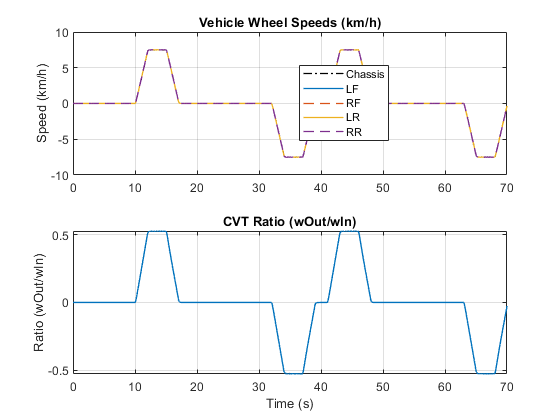 Vehicle Wheel Speeds (km/h)
10
5
0
-5
-10
Speed (km/h)
Chassis
LF
RF
LR
RR
0 10 20 30 40 50 60 70
CVT Ratio (wOut/wIn)
0.5
0
-0.5
Ratio (wOut/wIn)
0 10 20 30 40 50 60 70
Time (s)